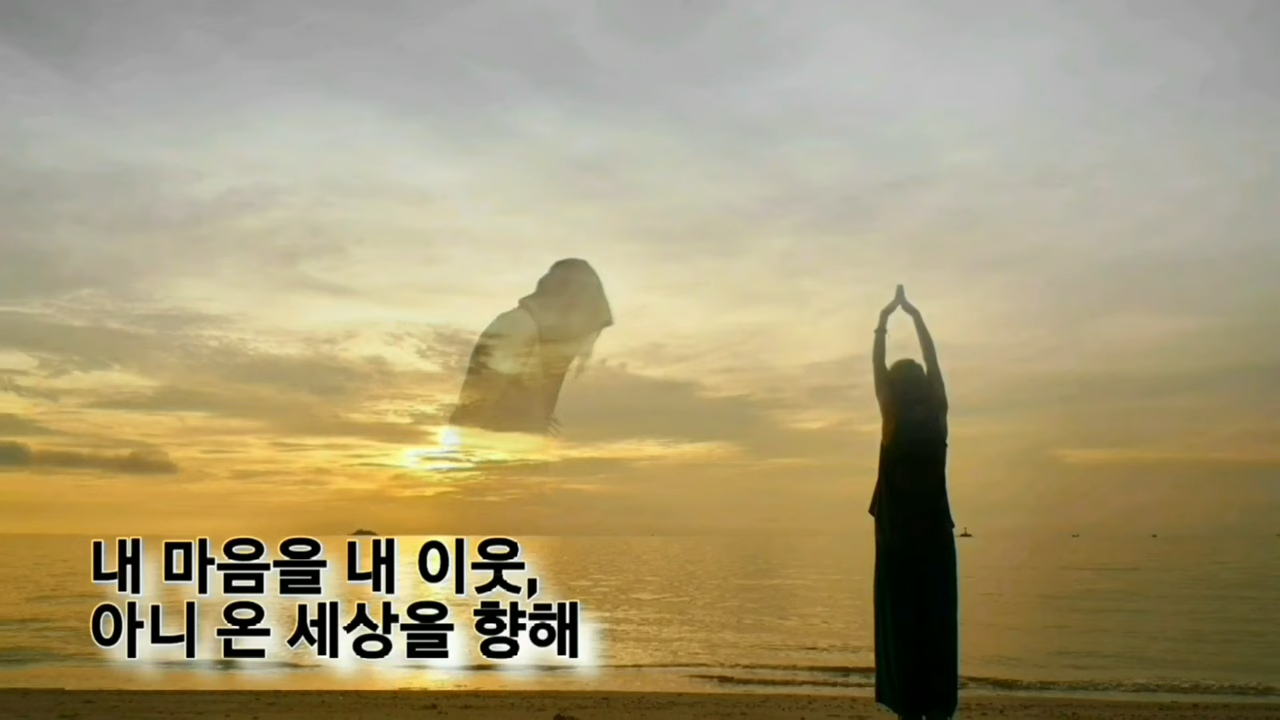 내 마음을 내 이웃,
아니 온 세상을 향해